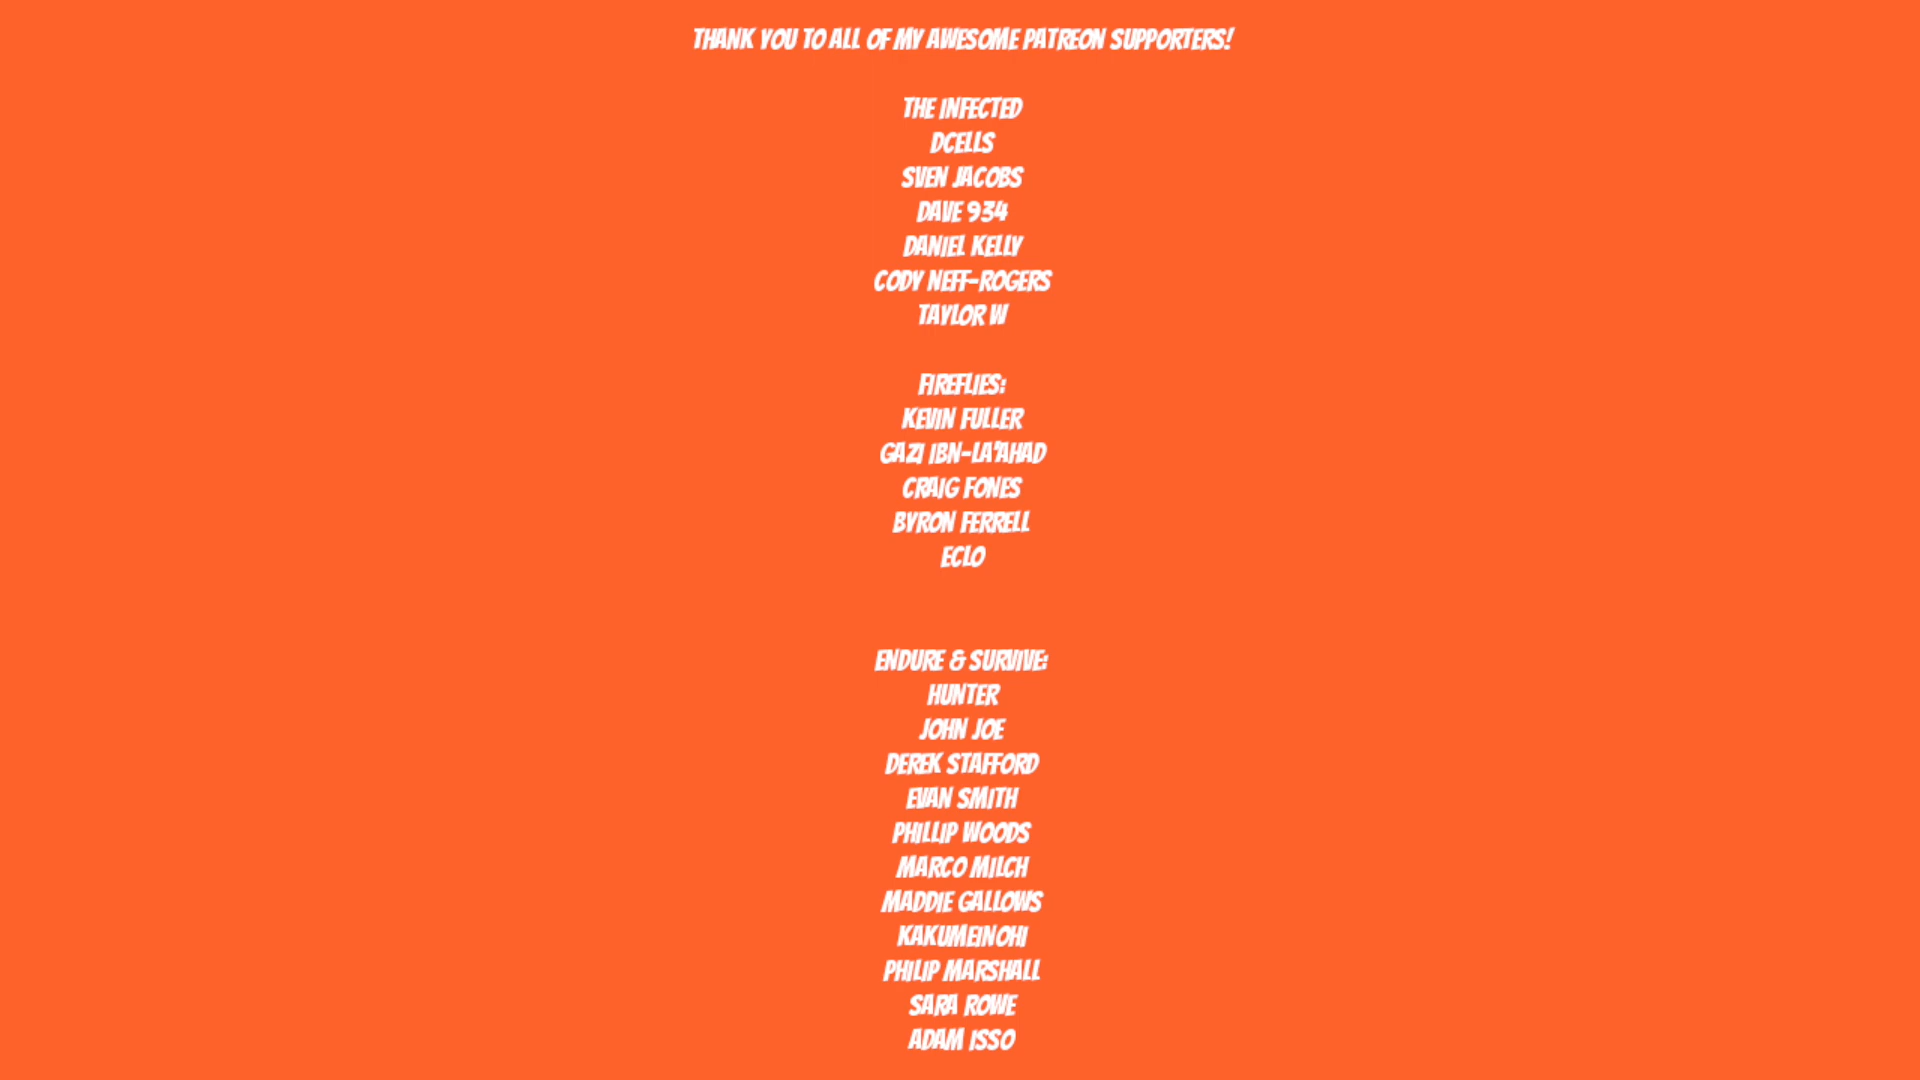 THANK YOU TO ALL OF MY AWESOME PATREON SUPPORTERS!
THE INFECTED
DCELLS
SVEN JACOBS
DAVE 934
DANIEL KELLY
CODY NEFF-ROGERS
TAYLOR W
FIREFLIES:
KEVIN FULLER
GAZI IBN-LA'AHAD
CRAIG FONES
BYRON FERRELL
ECLO
ENDURE & SURVIVE:
HUNTER
JOHN JOE
DEREK STAFFORD
EVAN SMITH
PHILLIP WOODS
MARCO MILCH
MADDIE GALLOWS
KAKUMEINOHI
PHILIP MARSHALL
SARA ROWE
ADAM ISSO